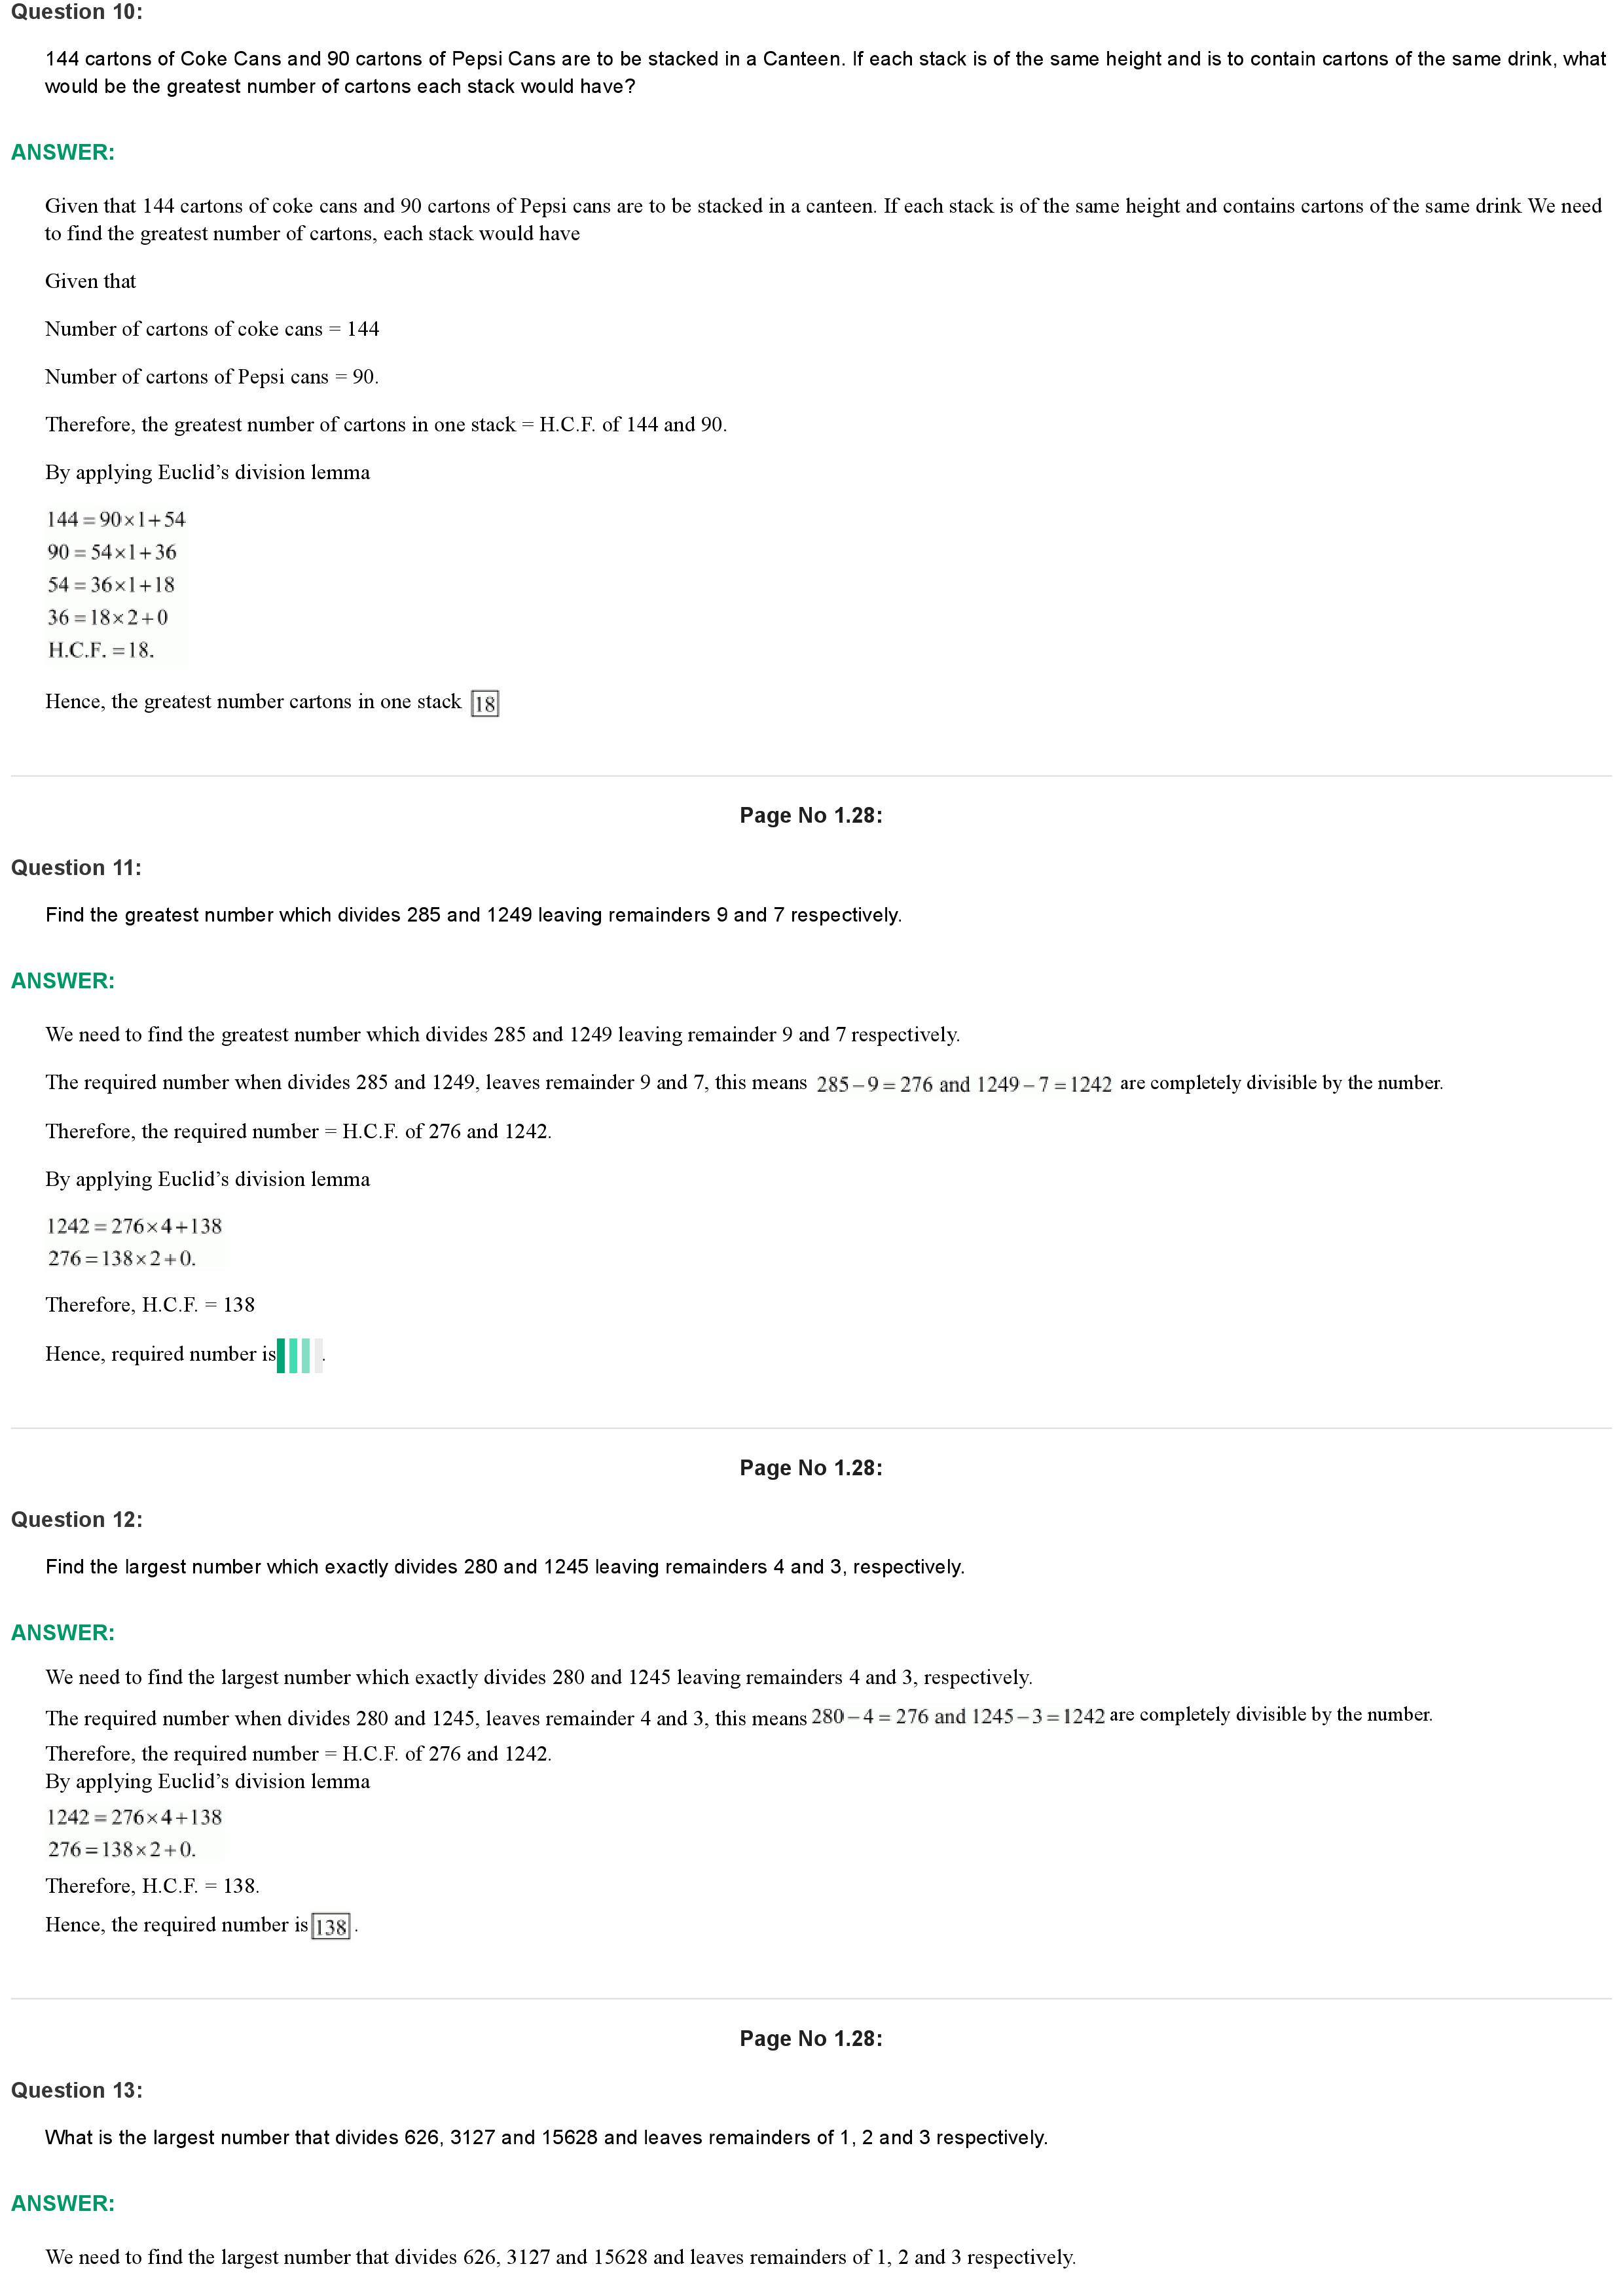 Question 10:
144 cartons of Coke Cans and 90 cartons of Pepsi Cans are to be stacked in a Canteen. If each stack is of the same height and is to contain cartons of the same drink, what
would be the greatest number of cartons each stack would have?
ANSWER:
Given that 144 cartons of coke cans and 90 cartons of Pepsi cans are to be stacked in a canteen. If each stack is of the same height and contains cartons of the same drink We need
to find the greatest number of cartons, each stack would have
Given that
Number of cartons of coke cans = 144
Number of cartons of Pepsi cans = 90.
Therefore, the greatest number of cartons in one stack = H.C.F. of 144 and 90.
By applying Euclid’s division lemma
144 = 90×1+54
90 = 54×1+36
54 = 36×1+18
36 = 18×2+0
H.C.F. = 18.
Hence, the greatest number cartons in one stack 18
Page No 1.28:
Question 11:
Find the greatest number which divides 285 and 1249 leaving remainders 9 and 7 respectively.
ANSWER:
We need to find the greatest number which divides 285 and 1249 leaving remainder 9 and 7 respectively.
The required number when divides 285 and 1249, leaves remainder 9 and 7, this means 285 – 9 = 276 and 1249 – 7 = 1242 are completely divisible by the number.
Therefore, the required number = H.C.F. of 276 and 1242.
By applying Euclid’s division lemma
1242 = 276×4+138
276 = 138×2+0.
Therefore, H.C.F. = 138
Hence, required number is .
Page No 1.28:
Question 12:
Find the largest number which exactly divides 280 and 1245 leaving remainders 4 and 3, respectively.
ANSWER:
We need to find the largest number which exactly divides 280 and 1245 leaving remainders 4 and 3, respectively.
The required number when divides 280 and 1245, leaves remainder 4 and 3, this means 280 – 4 = 276 and 1245 – 3 = 1242 are completely divisible by the number.
Therefore, the required number = H.C.F. of 276 and 1242.
By applying Euclid’s division lemma
1242 = 276×4+138
276 = 138×2+0.
Therefore, H.C.F. = 138.
Hence, the required number is 138 .
Page No 1.28:
Question 13:
What is the largest number that divides 626, 3127 and 15628 and leaves remainders of 1, 2 and 3 respectively.
ANSWER:
We need to find the largest number that divides 626, 3127 and 15628 and leaves remainders of 1, 2 and 3 respectively.